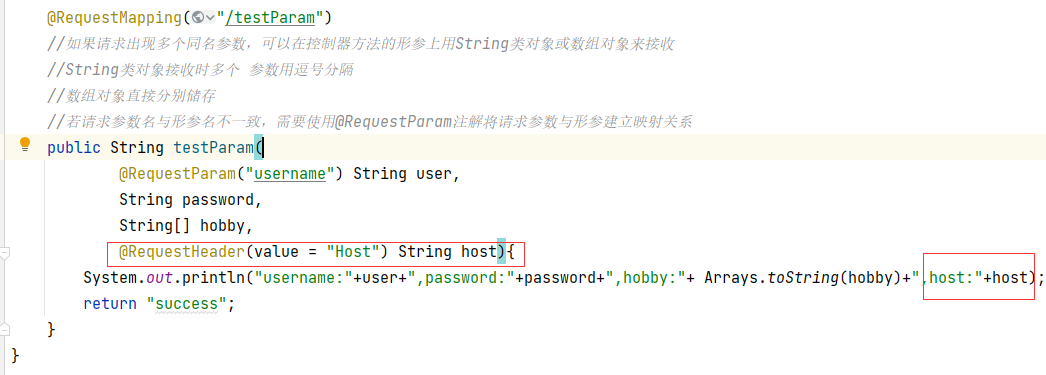 @RequestMapping("/testParam")
//如果请求出现多个同名参数，可以在控制器方法的形参上用String类对象或数组对象来接收
//String类对象接收时多个 参数用逗号分隔
//数组对象直接分别储存
//若请求参数名与形参名不一致，需要使用@RequestParam注解将请求参数与形参建立映射关系
public String testParam(
@RequestParam("username") String user,
String password,
String[] hobby,
@RequestHeader(value = "Host") String host){
System.out.println("username:"+user+",password:"+password+",hobby:"+ Arrays.toString(hobby)+",host:"+host);
return "success";
}
}